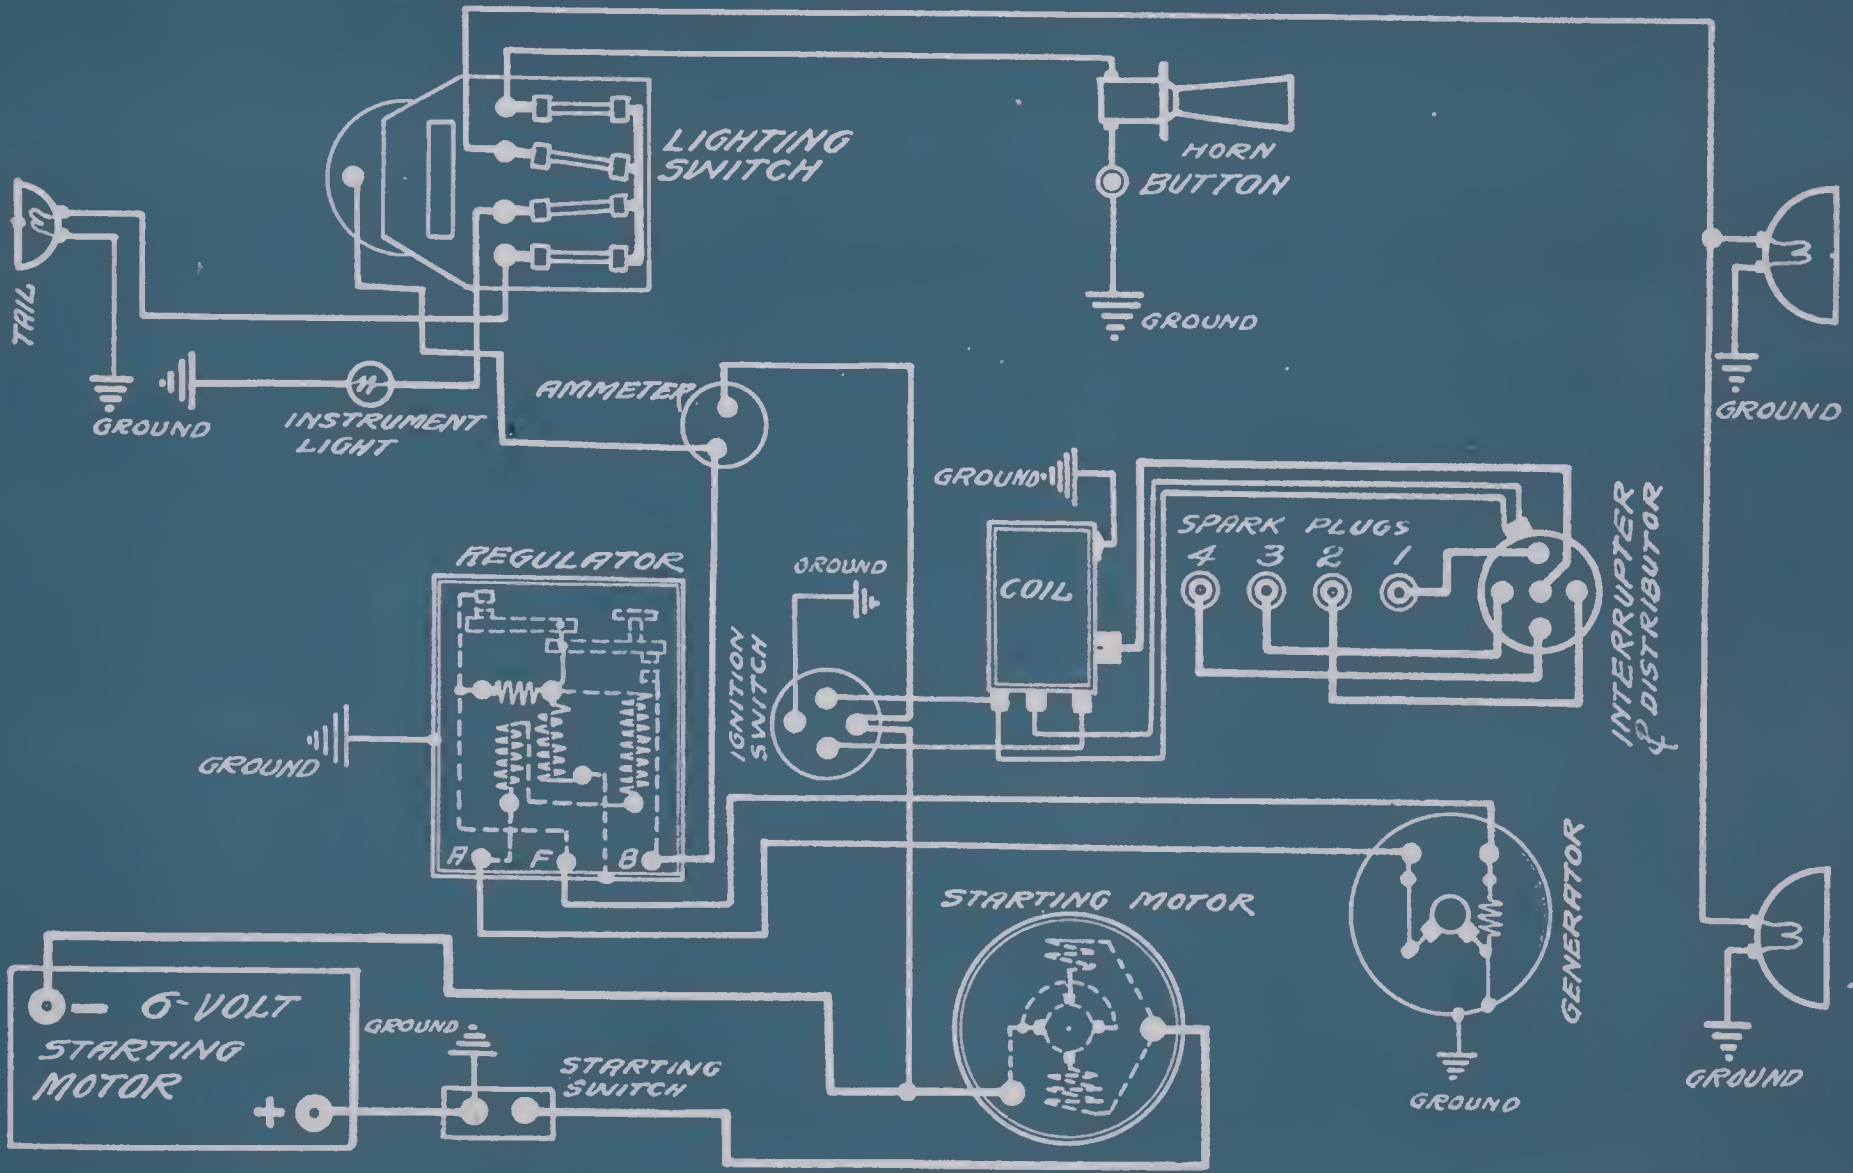 LIGHTING
SWITCH
HORN
BUTTON
GROUND
TAIL
GROUND
INSTRUMENT
LIGHT
AMMETER
GROUND
GROUND
SPARK PLUGS
4 3 2 1
INTERRUPTER
& DISTRIBUTOR
COIL
REGULATOR
GROUND
IGNITION
SWITCH
GROUND
A F B
STARTING MOTOR
GENERATOR
- 6-VOLT
STARTING
MOTOR
+
GROUND
STARTING
SWITCH
GROUND
GROUND